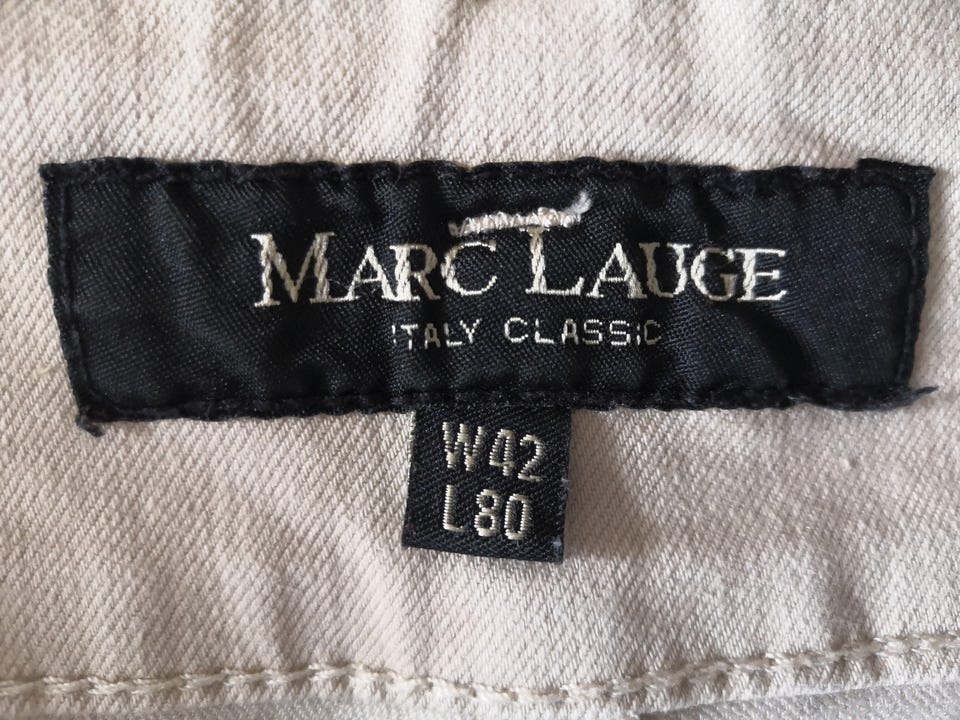 MARC LAUGE
ITALY CLASSIC
W42
L80